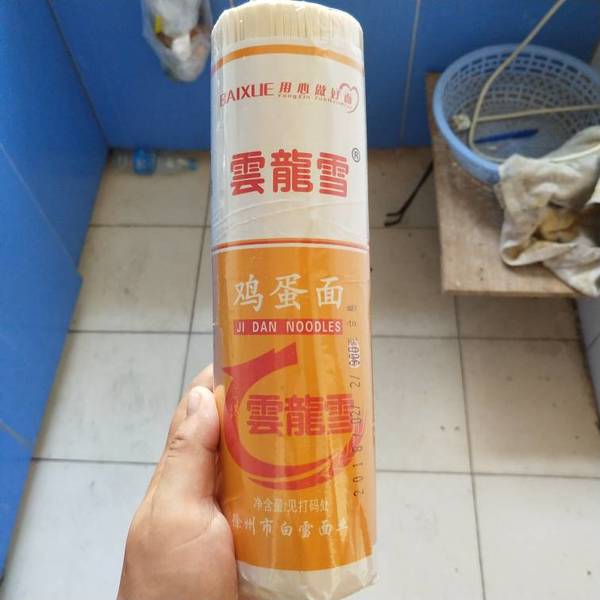 BAIXUE 用心做好面
雲龍雪®
鸡蛋面
JI DAN NOODLES
雲龍雪
净含量:见打码处
徐州市白雪面业